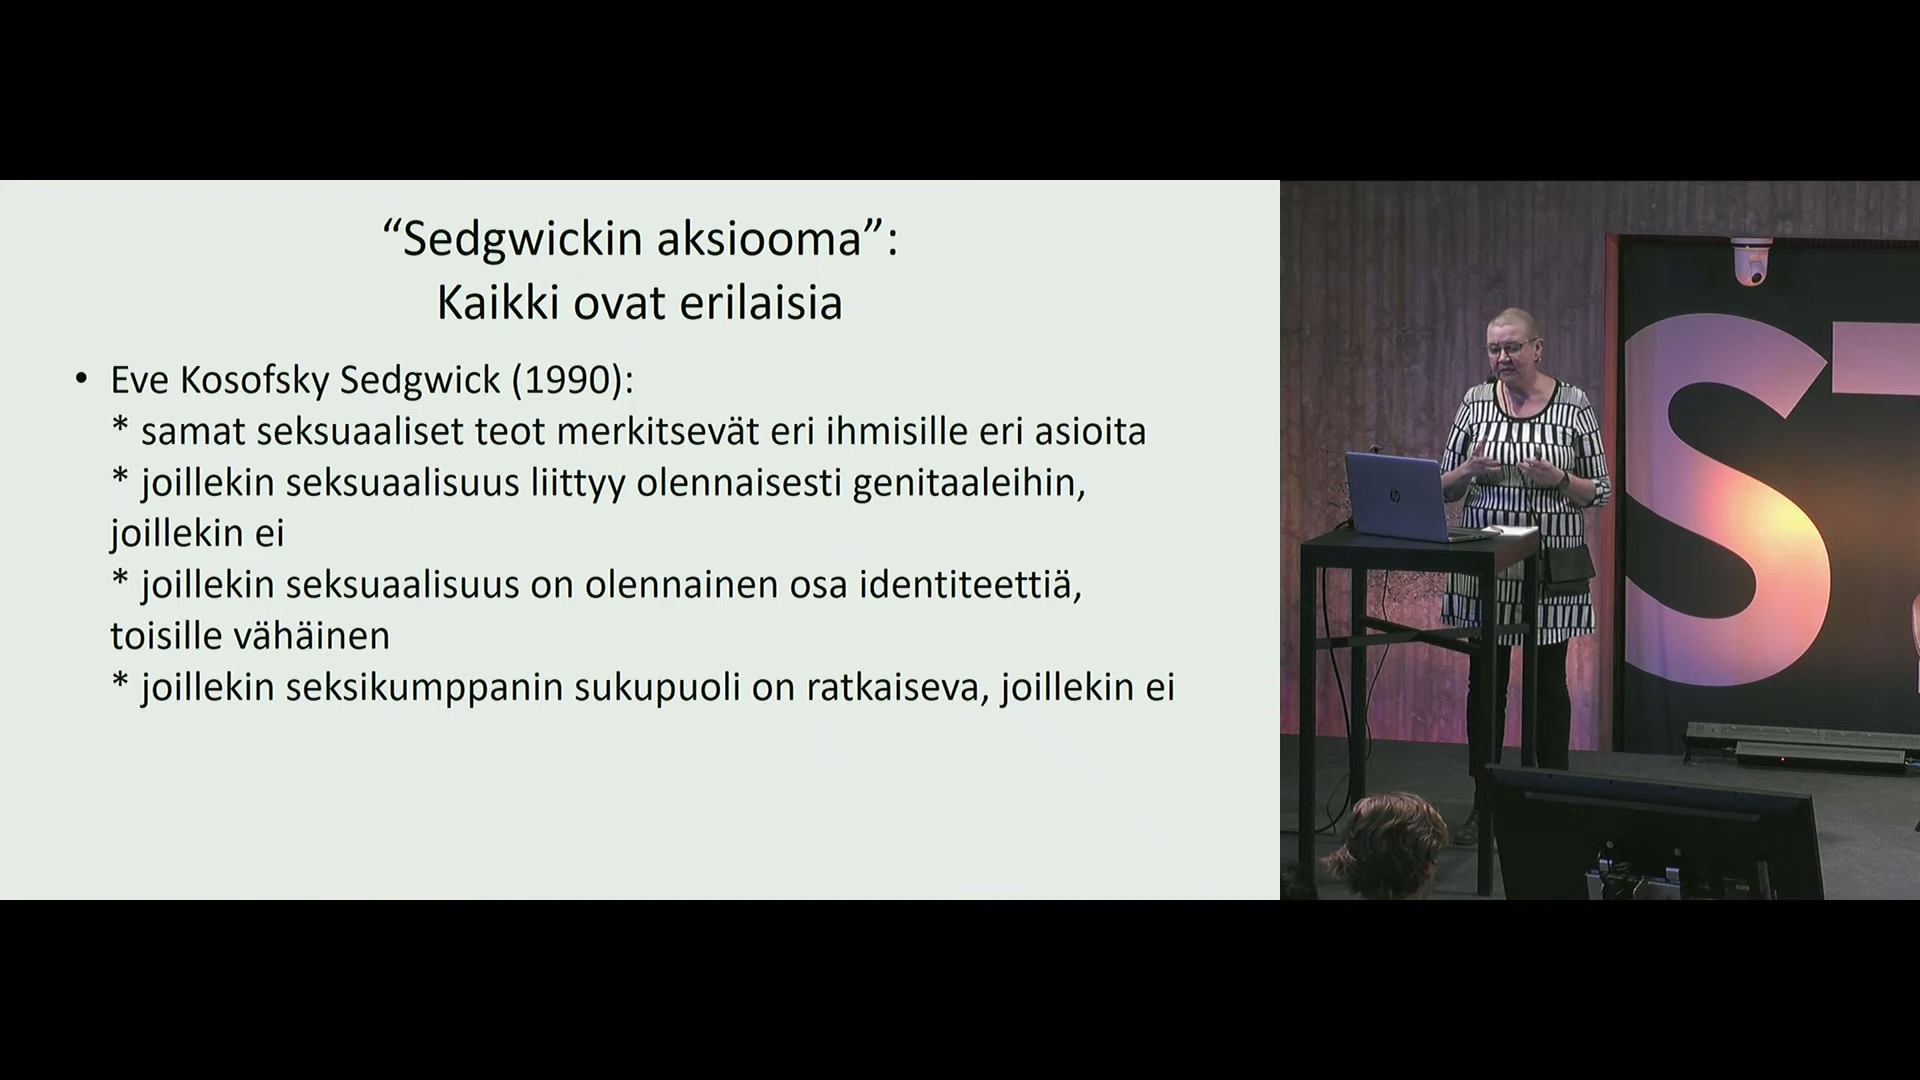 “Sedgwickin aksiooma”:
Kaikki ovat erilaisia
• Eve Kosofsky Sedgwick (1990):
* samat seksuaaliset teot merkitsevät eri ihmisille eri asioita
* joillekin seksuaalisuus liittyy olennaisesti genitaaleihin,
joillekin ei
* joillekin seksuaalisuus on olennainen osa identiteettiä,
toisille vähäinen
* joillekin seksikumppanin sukupuoli on ratkaiseva, joillekin ei
hp
ST